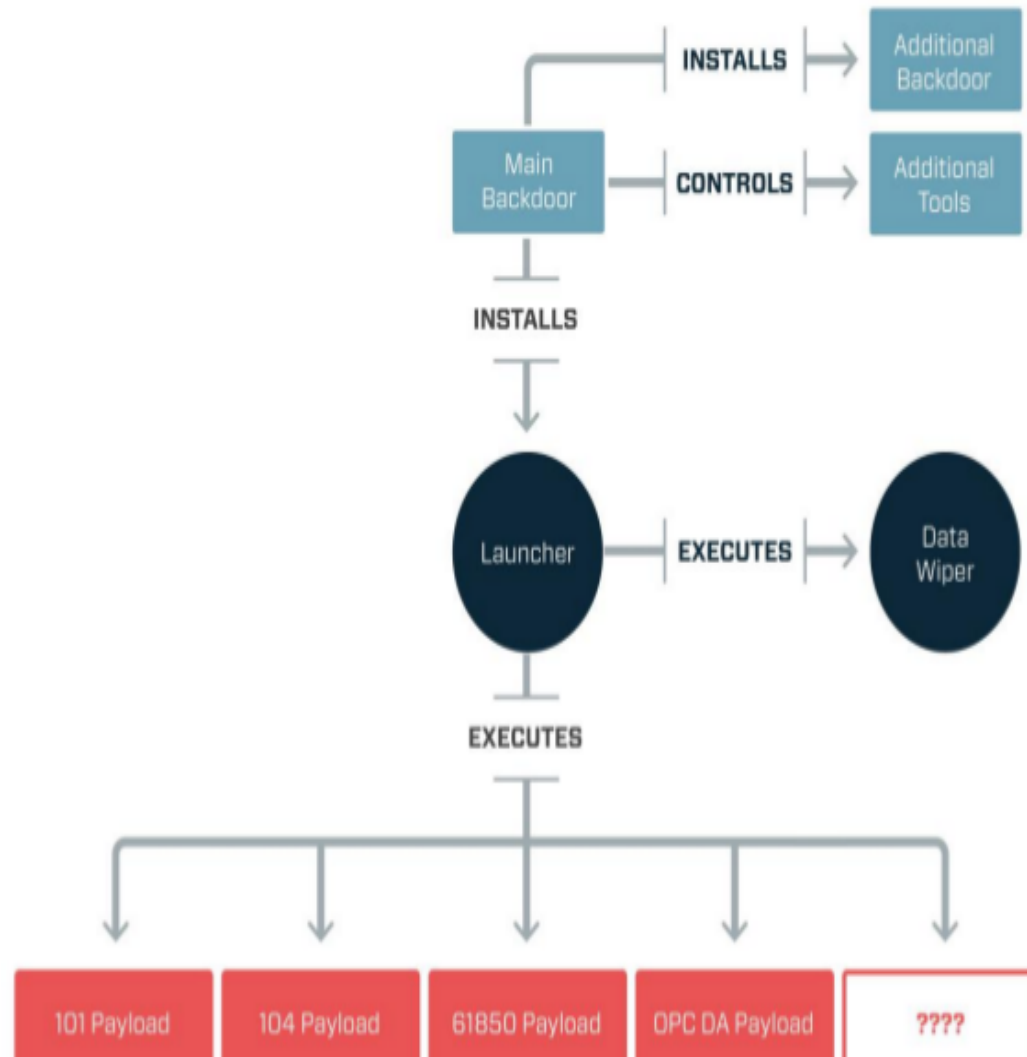 INSTALLS
Additional
Backdoor
Main
Backdoor
CONTROLS
Additional
Tools
INSTALLS
Launcher
EXECUTES
Data
Wiper
EXECUTES
101 Payload
104 Payload
61850 Payload
OPC DA Payload
????